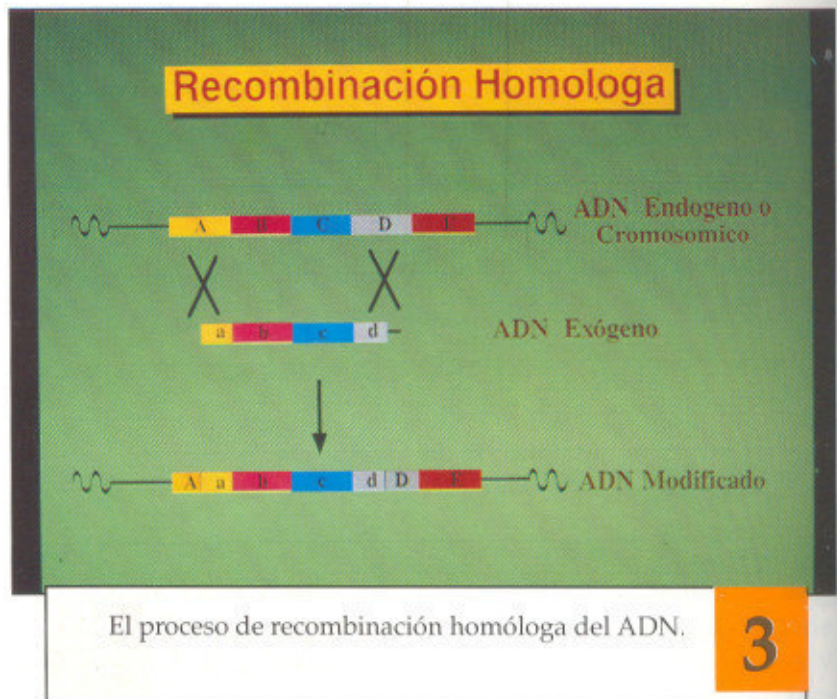 Recombinación Homologa
A B C D E
ADN Endogeno o
Cromosomico
a b c d
ADN Exógeno
A a b c d D E
ADN Modificado
El proceso de recombinación homóloga del ADN.
3